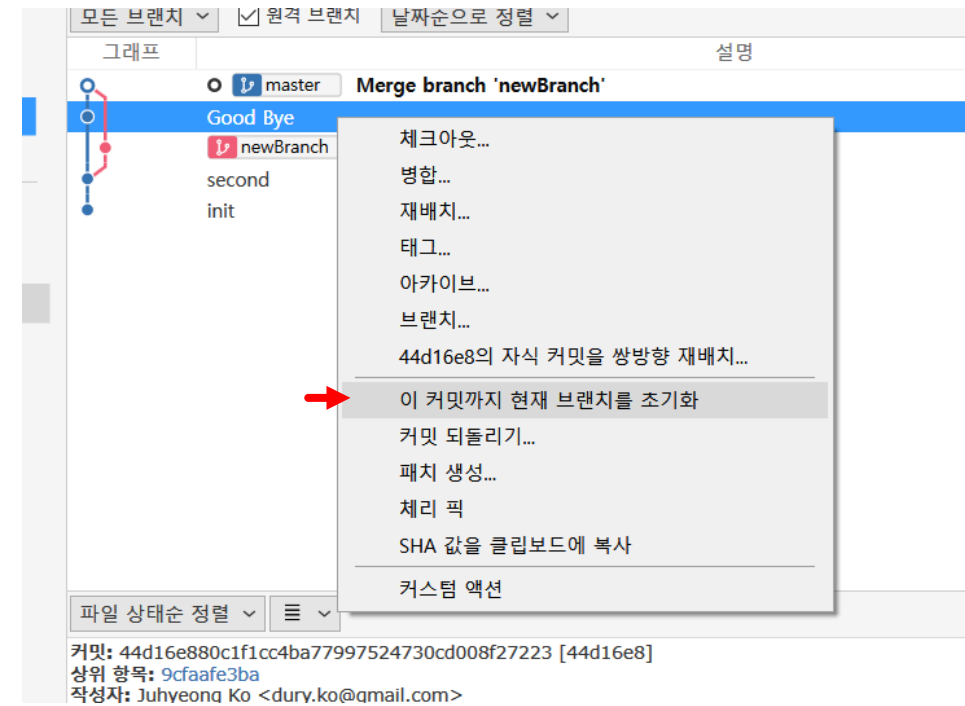 모든 브랜치 원격 브랜치 날짜순으로 정렬
그래프 설명
master Merge branch 'newBranch'
Good Bye
newBranch
second
init
체크아웃...
병합...
재배치...
태그...
아카이브...
브랜치...
44d16e8의 자식 커밋을 쌍방향 재배치...
이 커밋까지 현재 브랜치를 초기화
커밋 되돌리기...
패치 생성...
체리 픽
SHA 값을 클립보드에 복사
커스텀 액션
파일 상태순 정렬
커밋: 44d16e880c1f1cc4ba77997524730cd008f27223 [44d16e8]
상위 항목: 9cfaafe3ba
작성자: Juhyeong Ko <dury.ko@gmail.com>